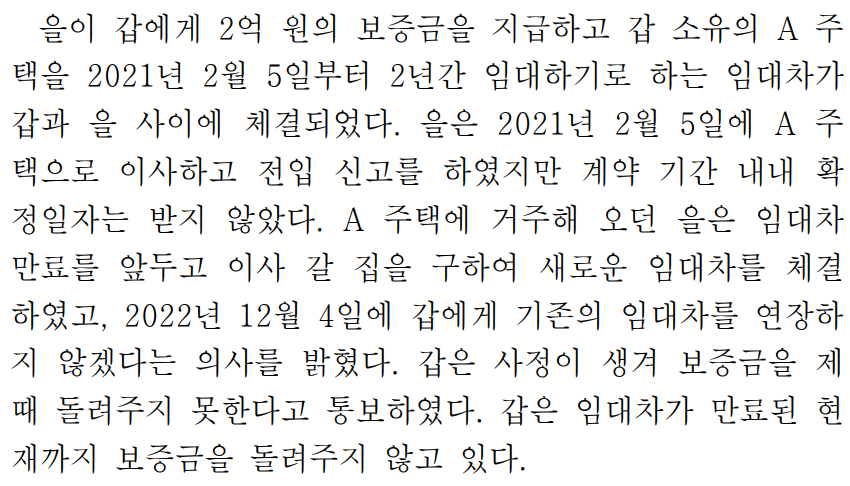 을이 갑에게 2억 원의 보증금을 지급하고 갑 소유의 A 주
택을 2021년 2월 5일부터 2년간 임대하기로 하는 임대차가
갑과 을 사이에 체결되었다. 을은 2021년 2월 5일에 A 주
택으로 이사하고 전입 신고를 하였지만 계약 기간 내내 확
정일자는 받지 않았다. A 주택에 거주해 오던 을은 임대차
만료를 앞두고 이사 갈 집을 구하여 새로운 임대차를 체결
하였고, 2022년 12월 4일에 갑에게 기존의 임대차를 연장하
지 않겠다는 의사를 밝혔다. 갑은 사정이 생겨 보증금을 제
때 돌려주지 못한다고 통보하였다. 갑은 임대차가 만료된 현
재까지 보증금을 돌려주지 않고 있다.